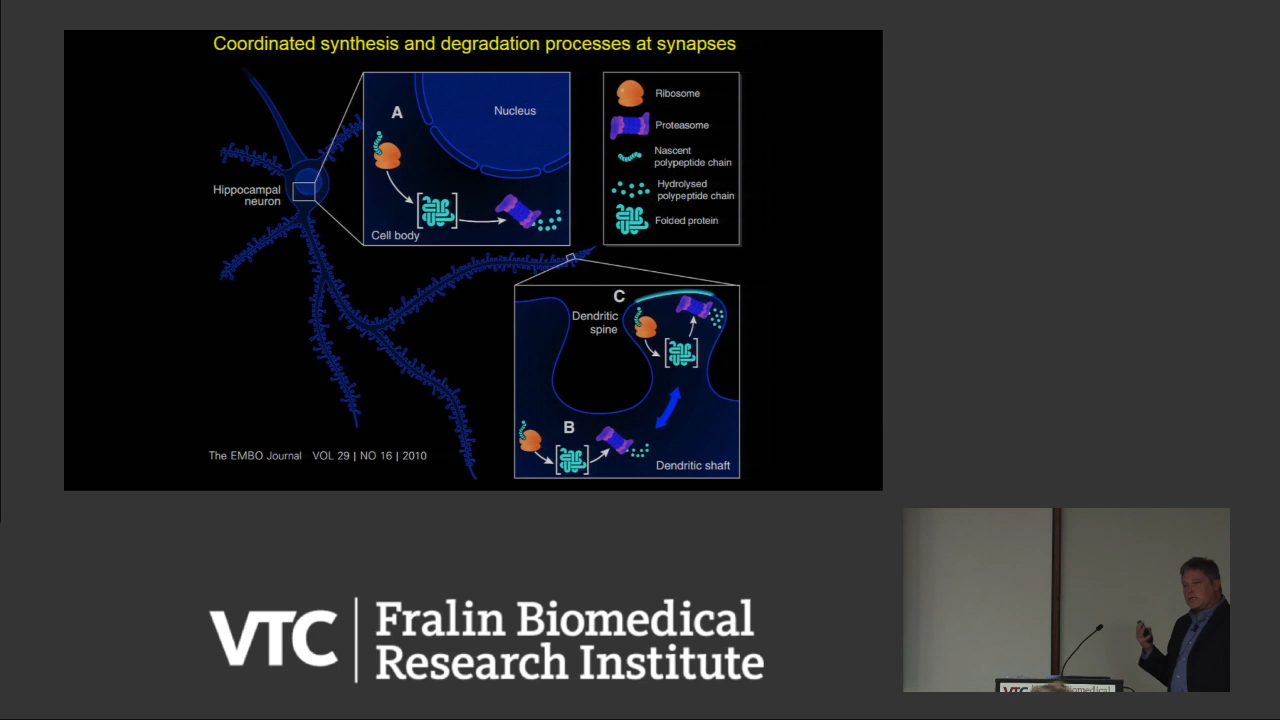 Coordinated synthesis and degradation processes at synapses
A
Nucleus
Cell body
Hippocampal
neuron
Ribosome
Proteasome
Nascent
polypeptide chain
Hydrolysed
polypeptide chain
Folded protein
C
Dendritic
spine
B
Dendritic shaft
The EMBO Journal VOL 29 | NO 16 | 2010
VTC
Fralin Biomedical
Research Institute
VTC
Biomedical